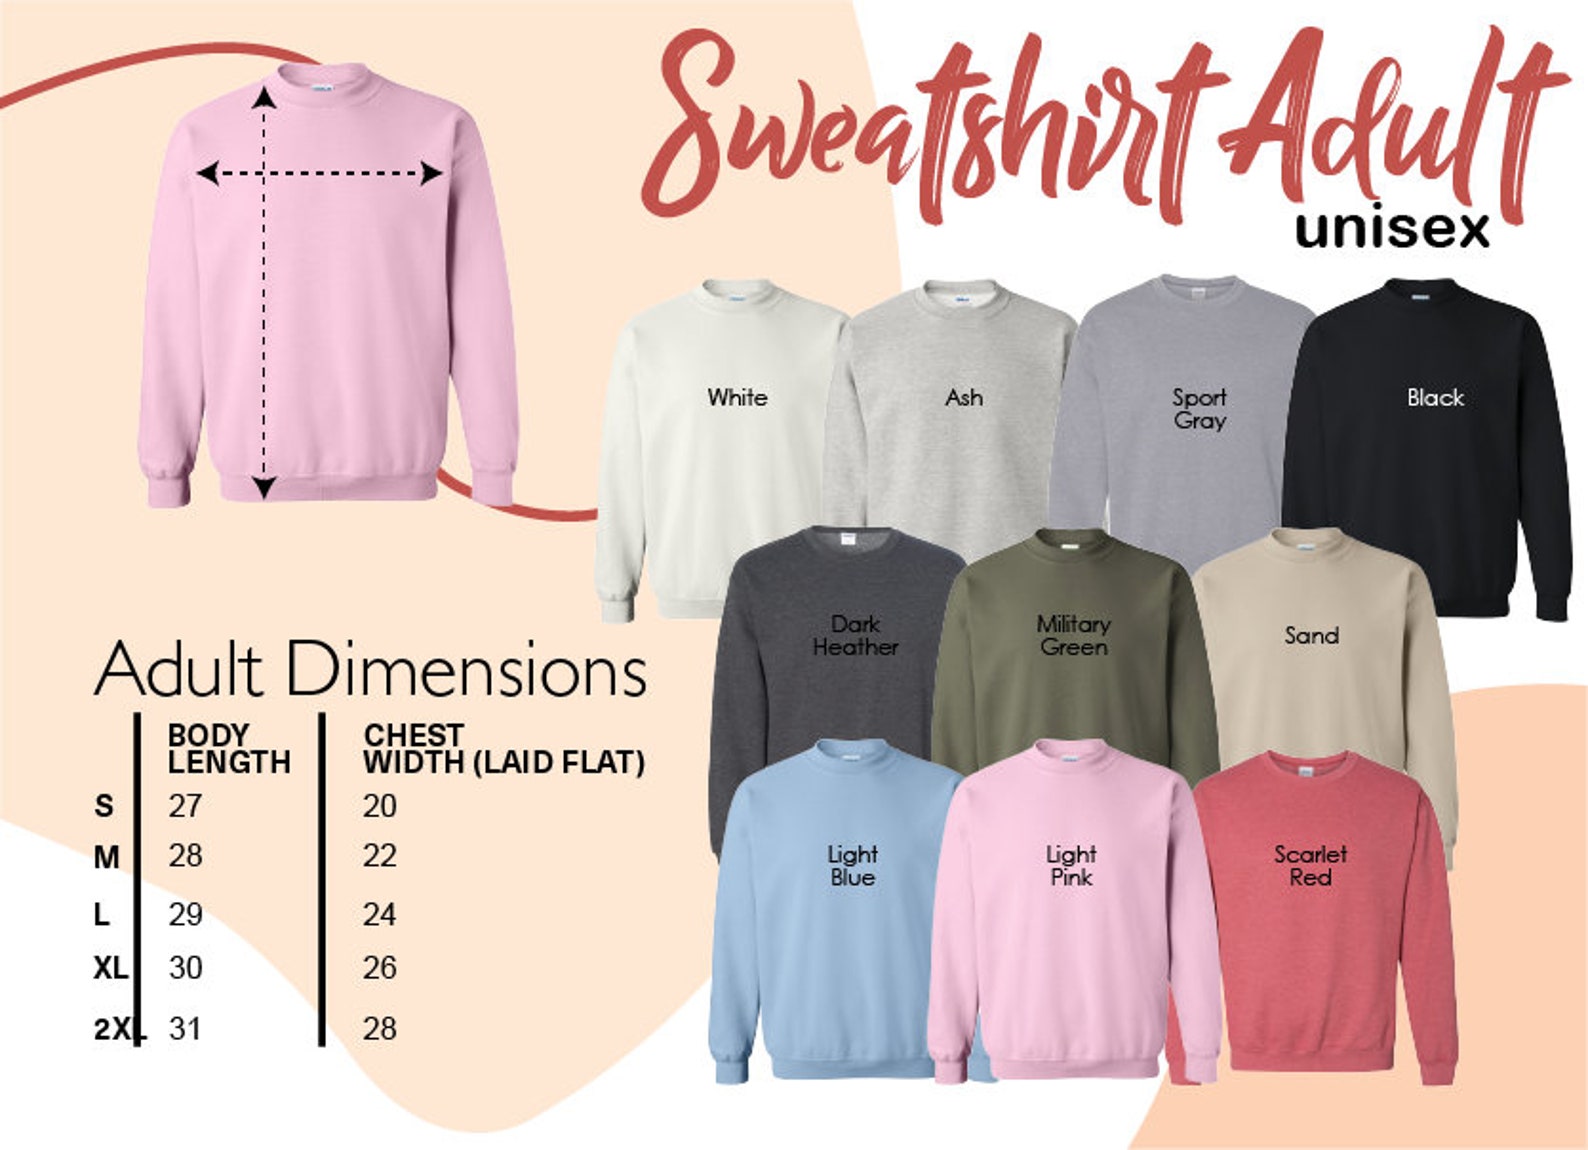 Sweatshirt Adult
unisex
White
Ash
Sport
Gray
Black
Dark
Heather
Military
Green
Sand
Light
Blue
Light
Pink
Scarlet
Red
Adult Dimensions
BODY
LENGTH
CHEST
WIDTH (LAID FLAT)
S 27 20
M 28 22
L 29 24
XL 30 26
2XL 31 28